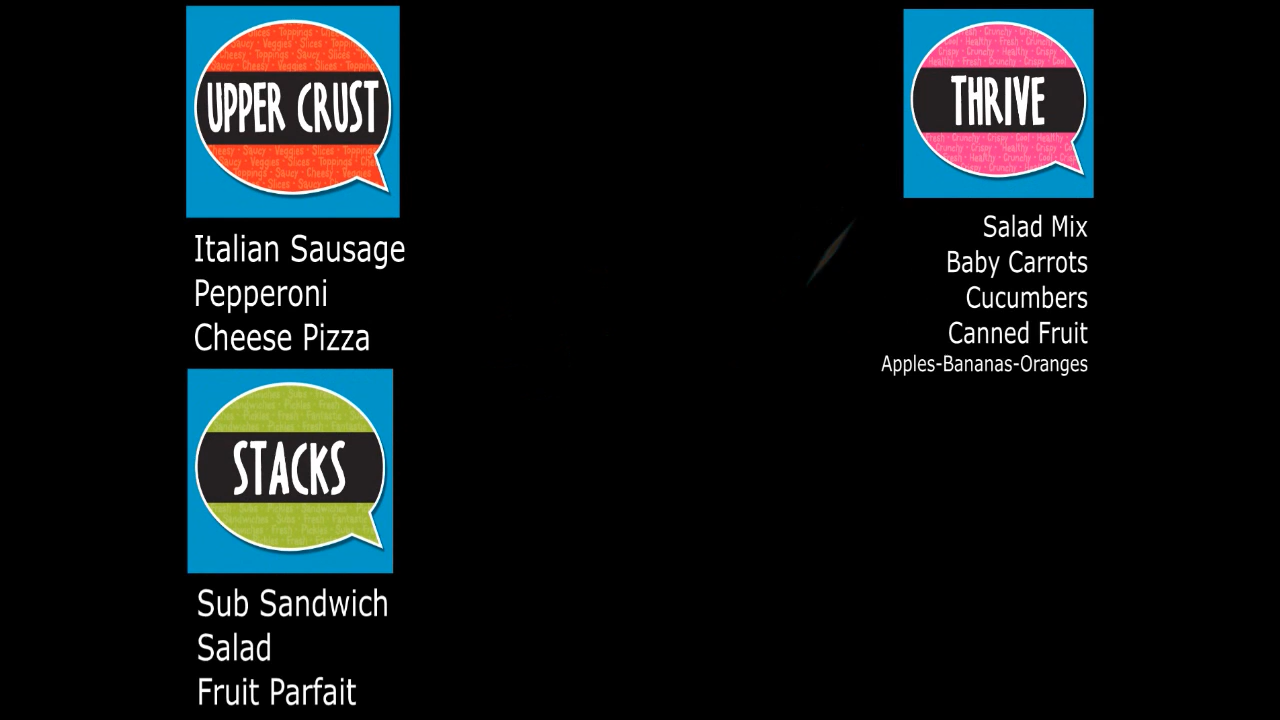 UPPER CRUST
Italian Sausage
Pepperoni
Cheese Pizza
STACKS
Sub Sandwich
Salad
Fruit Parfait
THRIVE
Salad Mix
Baby Carrots
Cucumbers
Canned Fruit
Apples-Bananas-Oranges